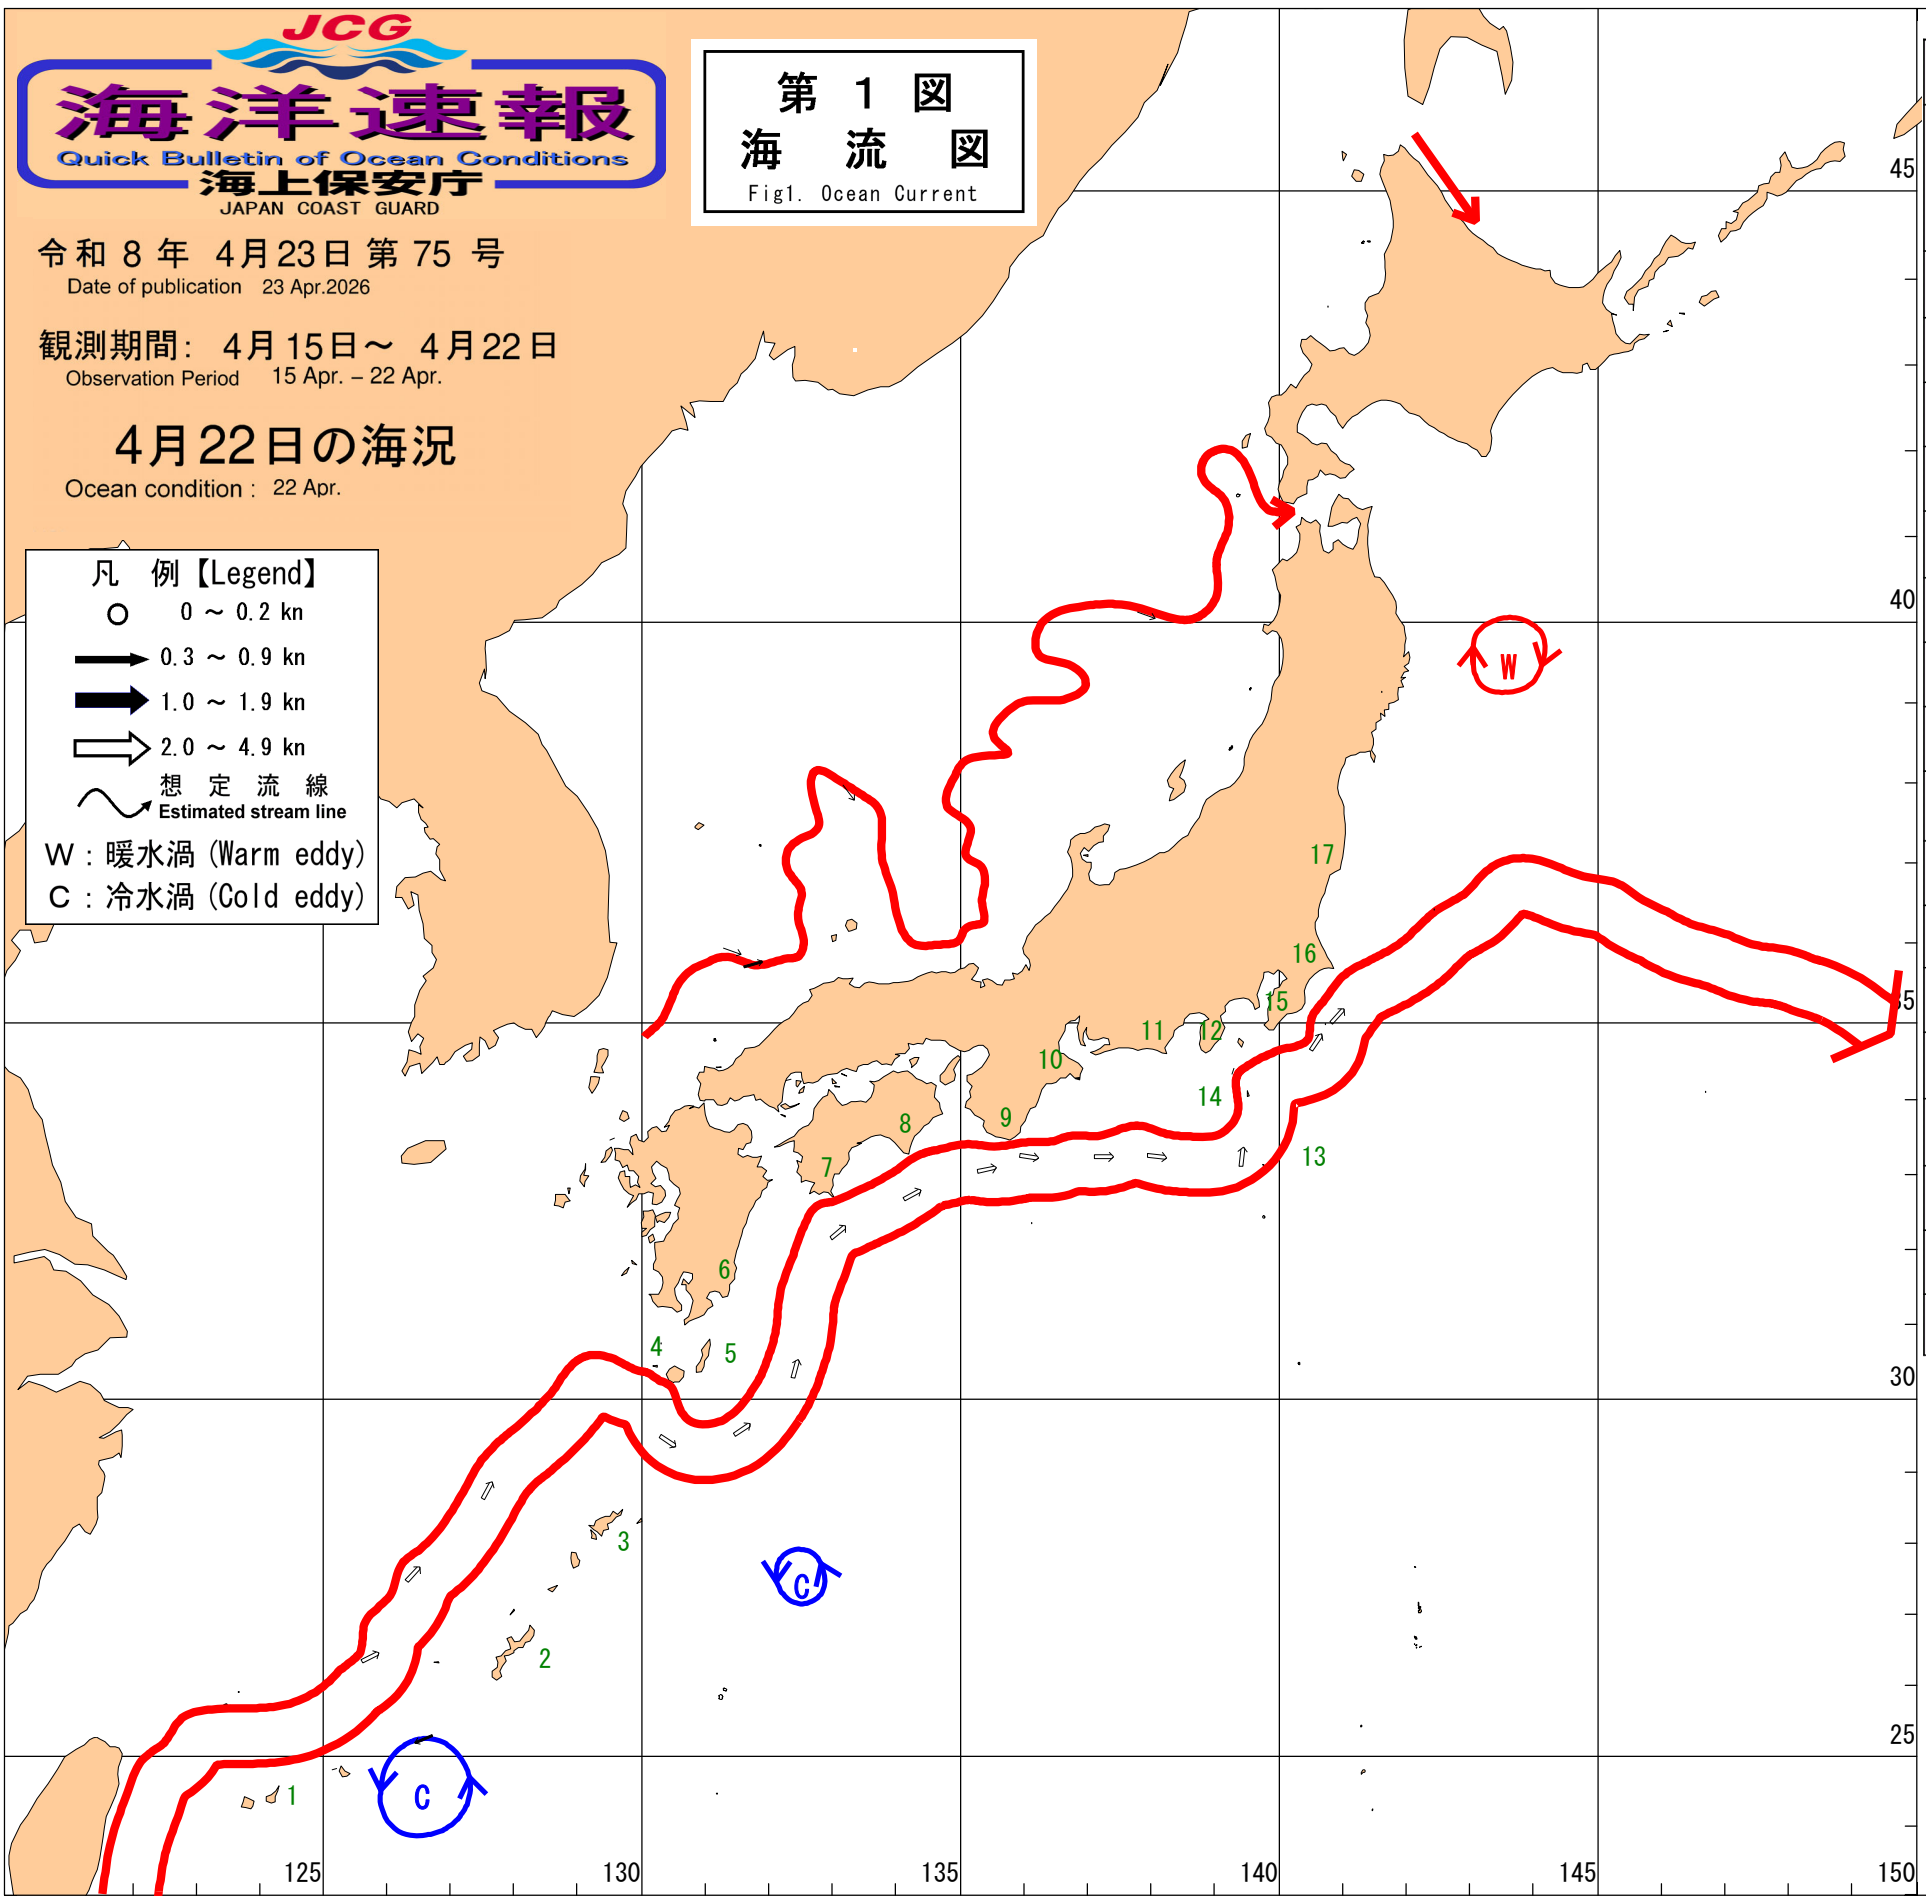 JCG
海洋速報
Quick Bulletin of Ocean Conditions
海上保安庁
JAPAN COAST GUARD
令和 8 年 4月23日 第 75 号
Date of publication 23 Apr.2026
観測期間: 4月15日～ 4月22日
Observation Period 15 Apr. – 22 Apr.
4月22日の海況
Ocean condition : 22 Apr.
第 1 図
海 流 図
Fig1. Ocean Current
凡 例【Legend】
0 ～ 0.2 kn
0.3 ～ 0.9 kn
1.0 ～ 1.9 kn
2.0 ～ 4.9 kn
想 定 流 線
Estimated stream line
W : 暖水渦 (Warm eddy)
C : 冷水渦 (Cold eddy)
45
40
W
17
16
35
15
12
11
10
14
9
8
13
7
6
4
5
30
3
C
2
25
C
1
125
130
135
140
145
150